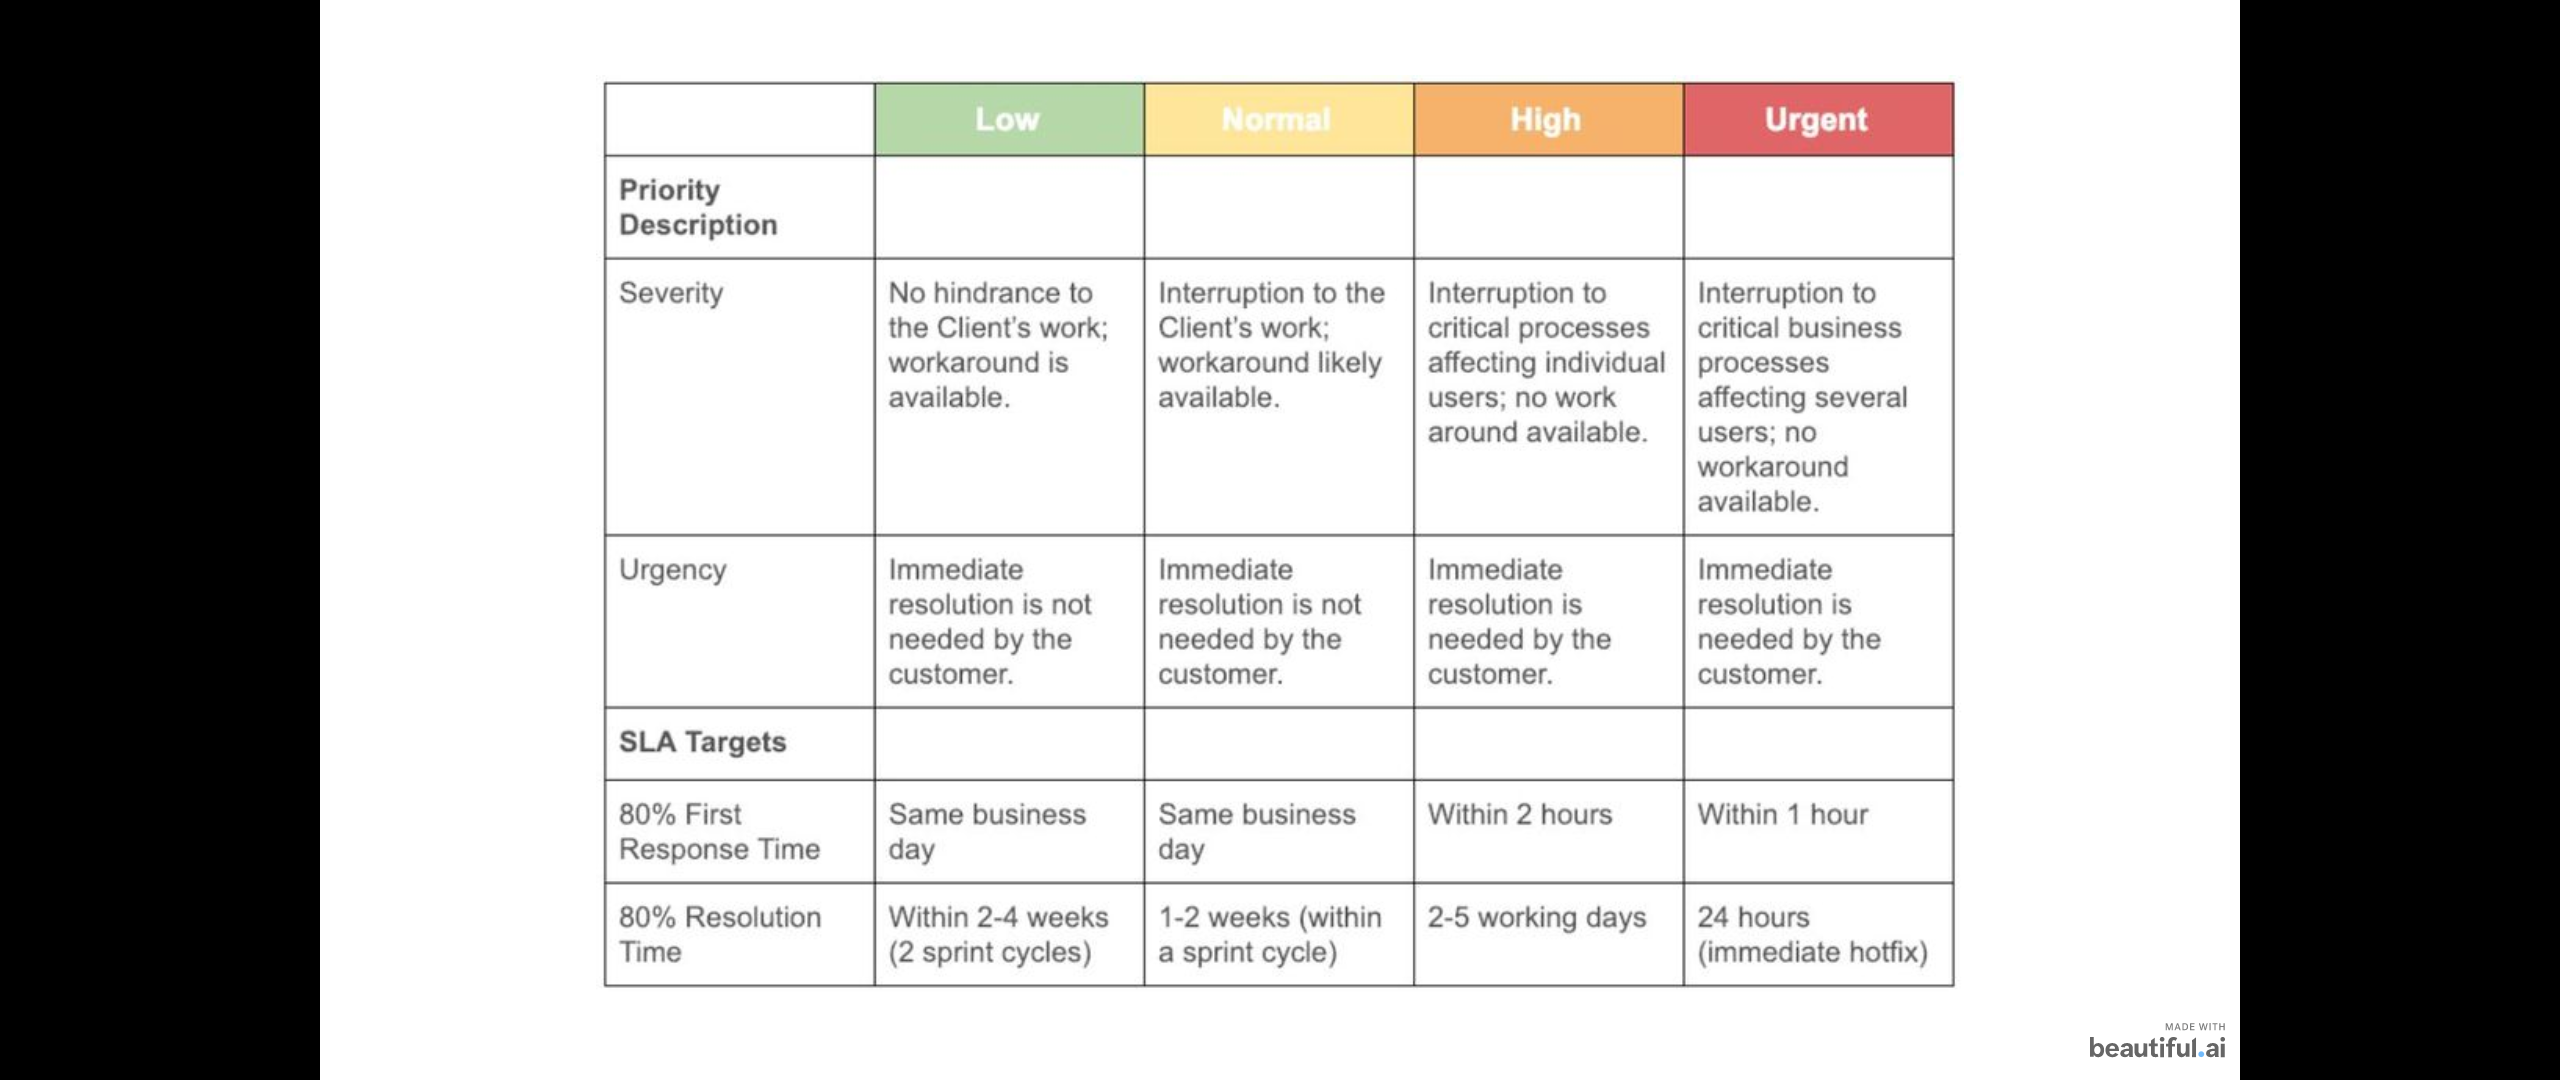 Low
Normal
High
Urgent
Priority
Description
Severity
No hindrance to
the Client's work;
workaround is
available.
Interruption to the
Client's work;
workaround likely
available.
Interruption to
critical processes
affecting individual
users; no work
around available.
Interruption to
critical business
processes
affecting several
users; no
workaround
available.
Urgency
Immediate
resolution is not
needed by the
customer.
Immediate
resolution is not
needed by the
customer.
Immediate
resolution is
needed by the
customer.
Immediate
resolution is
needed by the
customer.
SLA Targets
80% First
Response Time
Same business
day
Same business
day
Within 2 hours
Within 1 hour
80% Resolution
Time
Within 2-4 weeks
(2 sprint cycles)
1-2 weeks (within
a sprint cycle)
2-5 working days
24 hours
(immediate hotfix)
MADE WITH
beautiful.ai